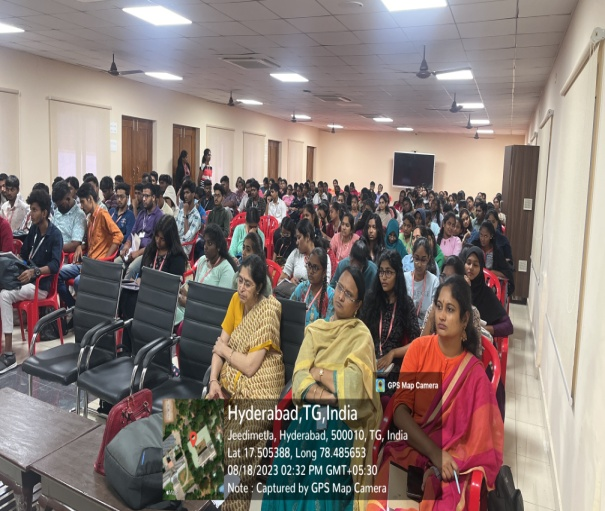 GPS Map Camera
Hyderabad,TG,India
Jeedimetla, Hyderabad, 500010, TG, India
Lat 17.505388, Long 78.485653
08/18/2023 02:32 PM GMT+05:30
Note : Captured by GPS Map Camera